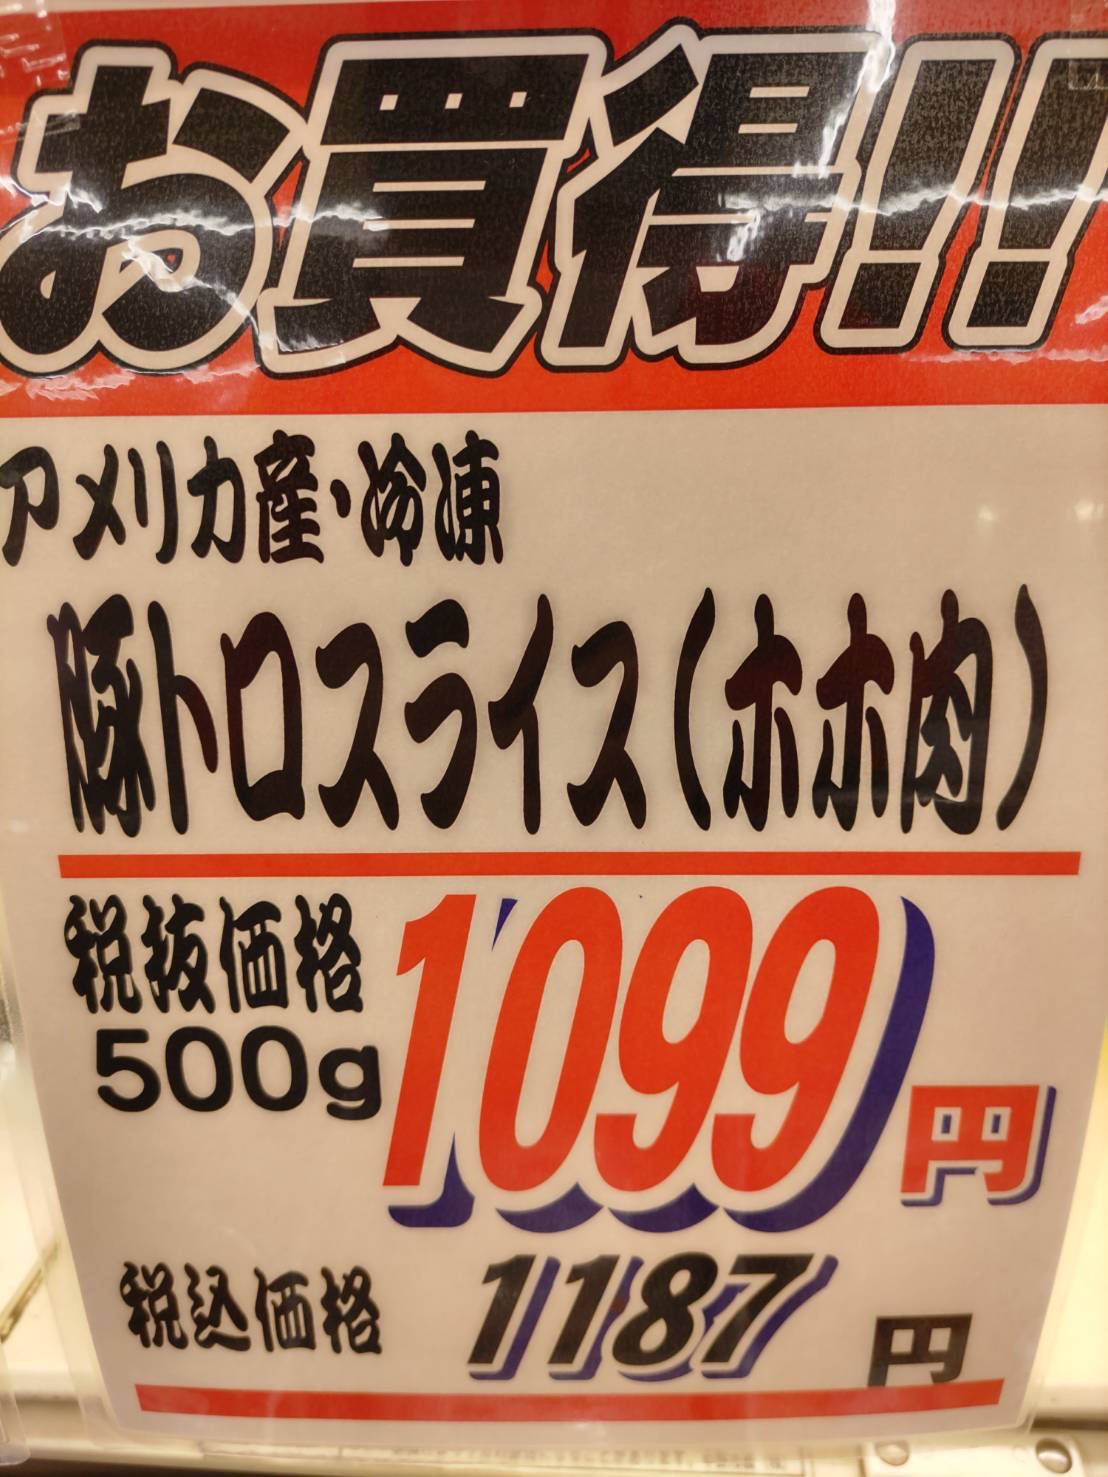 お買得!!
アメリカ産・冷凍
豚トロスライス(ホホ肉)
税抜価格
500g
1099円
税込価格 1187円